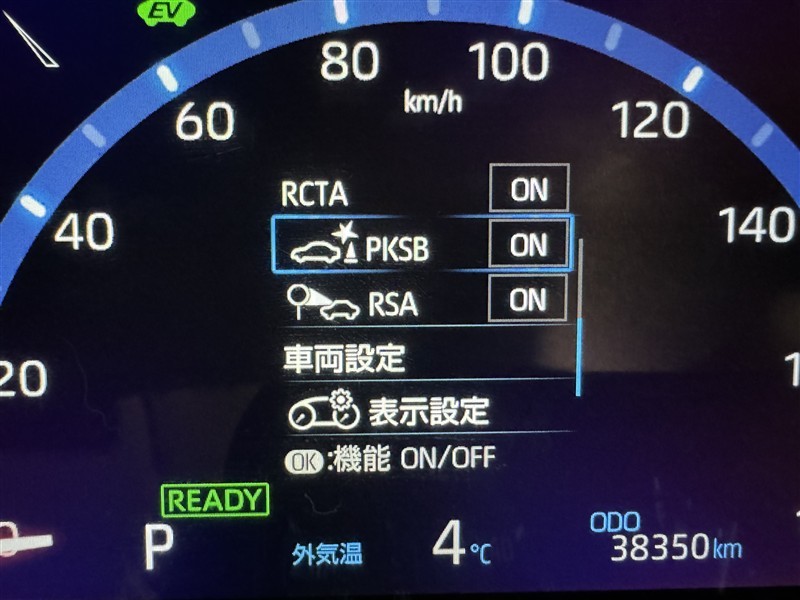 EV
80
100
km/h
60
120
RCTA ON
40
140
PKSB ON
RSA ON
車両設定
20
表示設定
OK:機能 ON/OFF
READY
P
外気温 4℃
ODO
38350km